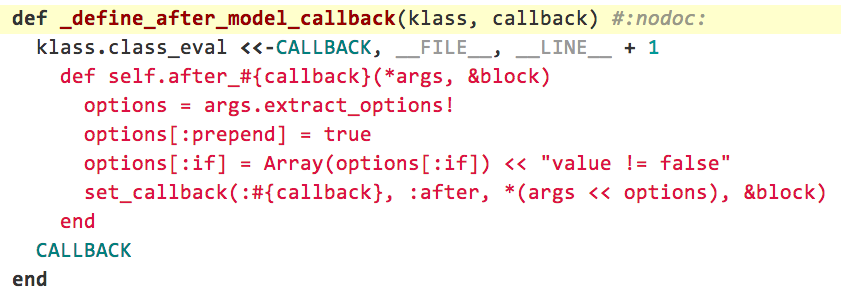 def _define_after_model_callback(klass, callback) #:nodoc:
  klass.class_eval <<-CALLBACK, __FILE__, __LINE__ + 1
    def self.after_#{callback}(*args, &block)
      options = args.extract_options!
      options[:prepend] = true
      options[:if] = Array(options[:if]) << "value != false"
      set_callback(:#{callback}, :after, *(args << options), &block)
    end
  CALLBACK
end